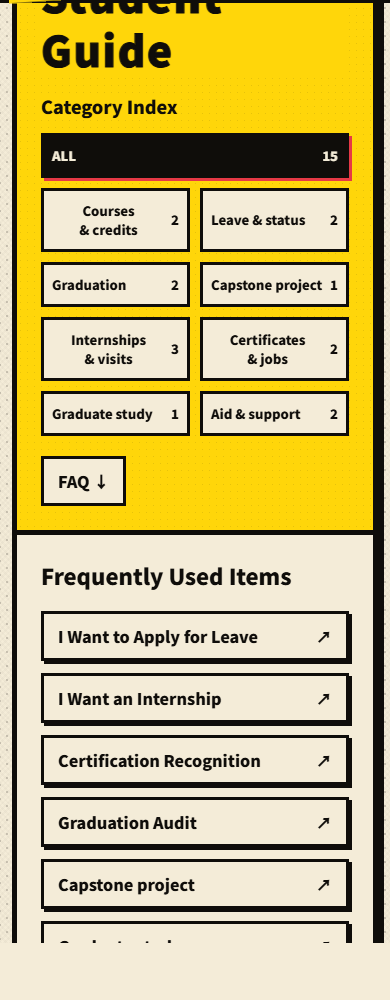 Student
Guide
Category Index
ALL 15
Courses
& credits 2
Leave & status 2
Graduation 2
Capstone project 1
Internships
& visits 3
Certificates
& jobs 2
Graduate study 1
Aid & support 2
FAQ ↓
Frequently Used Items
I Want to Apply for Leave ↗
I Want an Internship ↗
Certification Recognition ↗
Graduation Audit ↗
Capstone project ↗